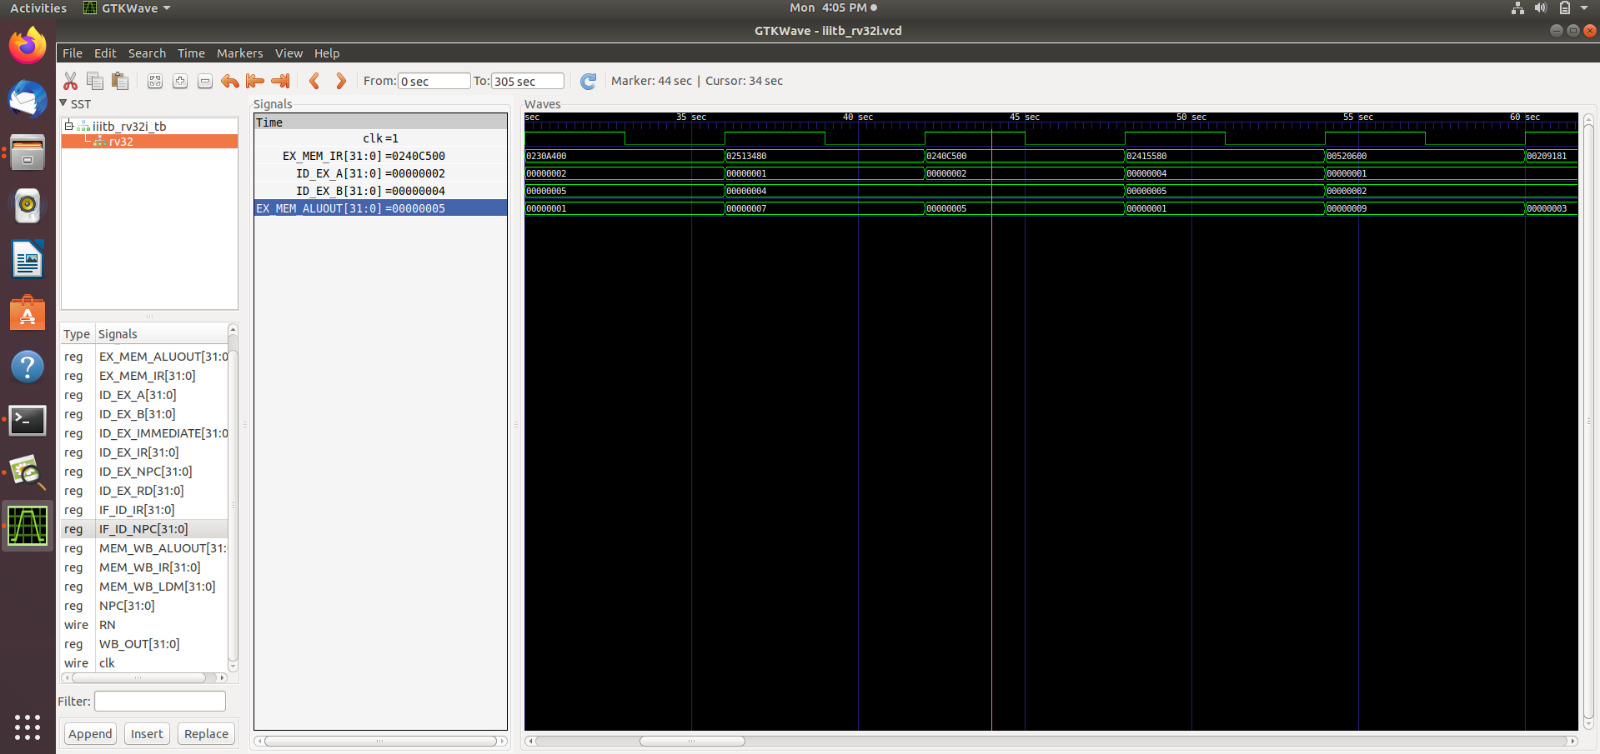 Activities GTKWave Mon 4:05 PM
GTKWave - iiitb_rv32i.vcd
File Edit Search Time Markers View Help
From: 0 sec To: 305 sec Marker: 44 sec | Cursor: 34 sec
SST
iiitb_rv32i_tb
rv32
Type Signals
reg EX_MEM_ALUOUT[31:0
reg EX_MEM_IR[31:0]
reg ID_EX_A[31:0]
reg ID_EX_B[31:0]
reg ID_EX_IMMEDIATE[31:0
reg ID_EX_IR[31:0]
reg ID_EX_NPC[31:0]
reg ID_EX_RD[31:0]
reg IF_ID_IR[31:0]
reg IF_ID_NPC[31:0]
reg MEM_WB_ALUOUT[31:
reg MEM_WB_IR[31:0]
reg MEM_WB_LDM[31:0]
reg NPC[31:0]
wire RN
reg WB_OUT[31:0]
wire clk
Filter:
Append Insert Replace
Signals
Time
clk =1
EX_MEM_IR[31:0] =0240C500
ID_EX_A[31:0] =00000002
ID_EX_B[31:0] =00000004
EX_MEM_ALUOUT[31:0] =00000005
Waves
sec 35 sec 40 sec 45 sec 50 sec 55 sec 60 sec
0230A400 02513480 0240C500 02415580 00520600 00209181
00000002 00000001 00000002 00000004 00000001
00000005 00000004 00000005 00000002
00000001 00000007 00000005 00000001 00000009 00000003